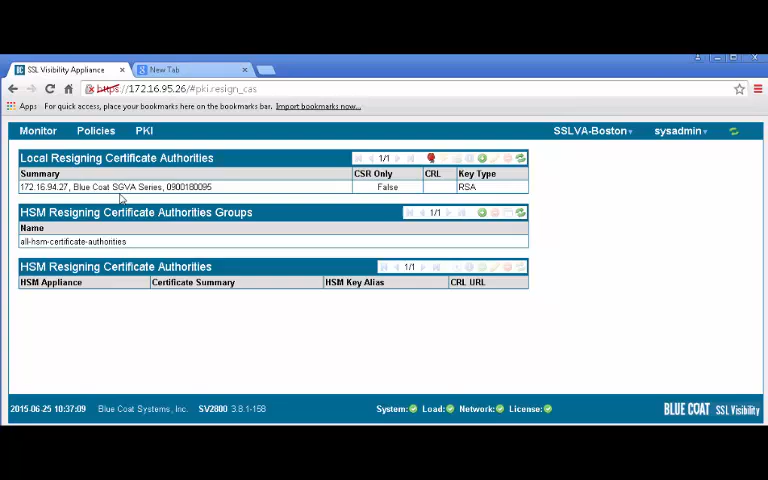 SSL Visibility Appliance
New Tab
https://172.16.95.26/#pki.resign_cas
Apps
For quick access, place your bookmarks here on the bookmarks bar. Import bookmarks now...
Monitor Policies PKI SSLVA-Boston sysadmin
Local Resigning Certificate Authorities 1/1
Summary CSR Only CRL Key Type
172.16.94.27, Blue Coat SGVA Series, 0900180095 False RSA
HSM Resigning Certificate Authorities Groups 1/1
Name
all-hsm-certificate-authorities
HSM Resigning Certificate Authorities 1/1
HSM Appliance Certificate Summary HSM Key Alias CRL URL
2015-06-25 10:37:09 Blue Coat Systems, Inc. SV2800 3.8.1-158 System: Load: Network: License: BLUE COAT SSL Visibility